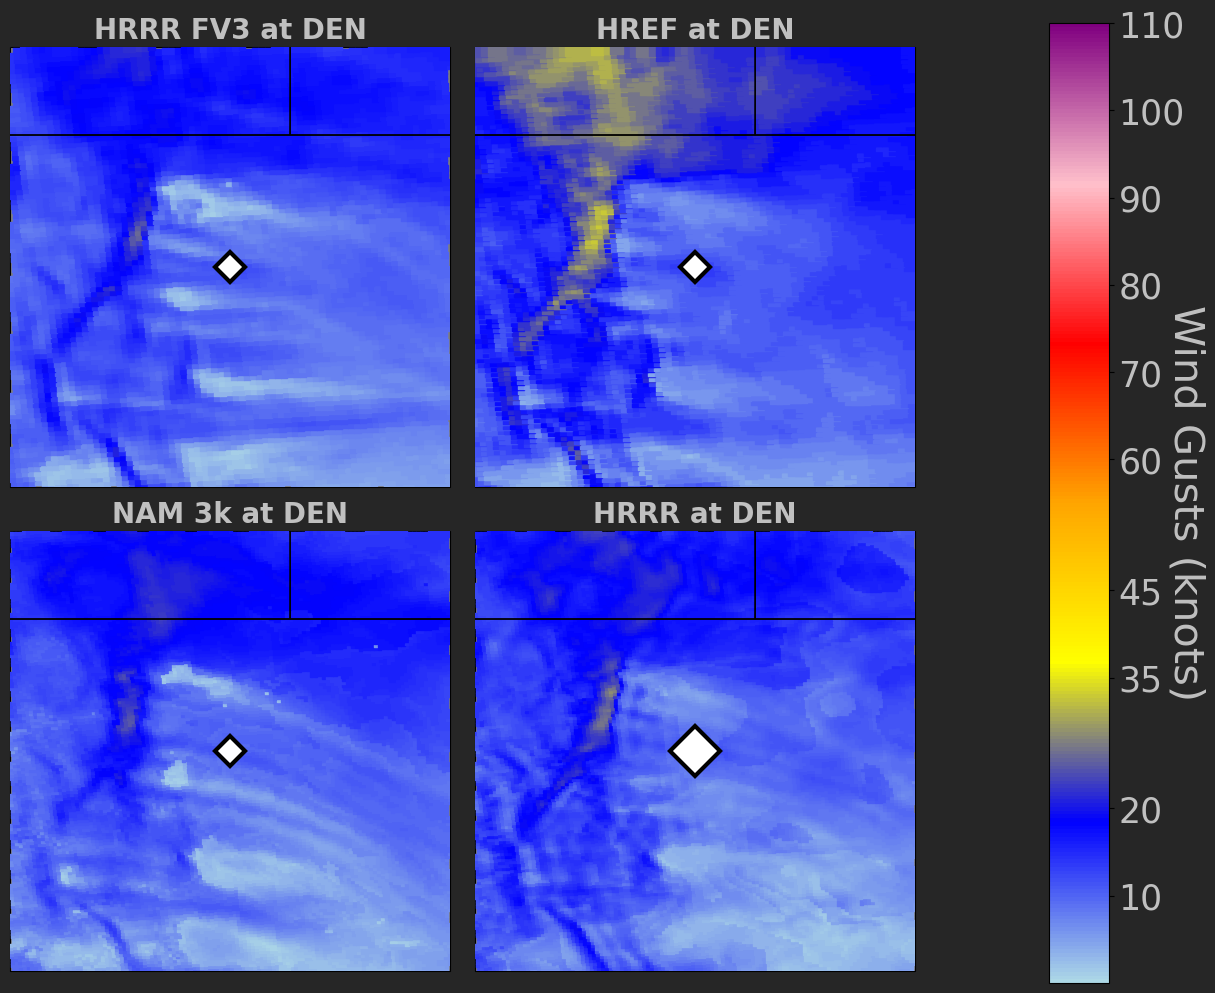 HRRR FV3 at DEN
HREF at DEN
NAM 3k at DEN
HRRR at DEN
110
100
90
80
70
60
45
35
20
10
Wind Gusts (knots)